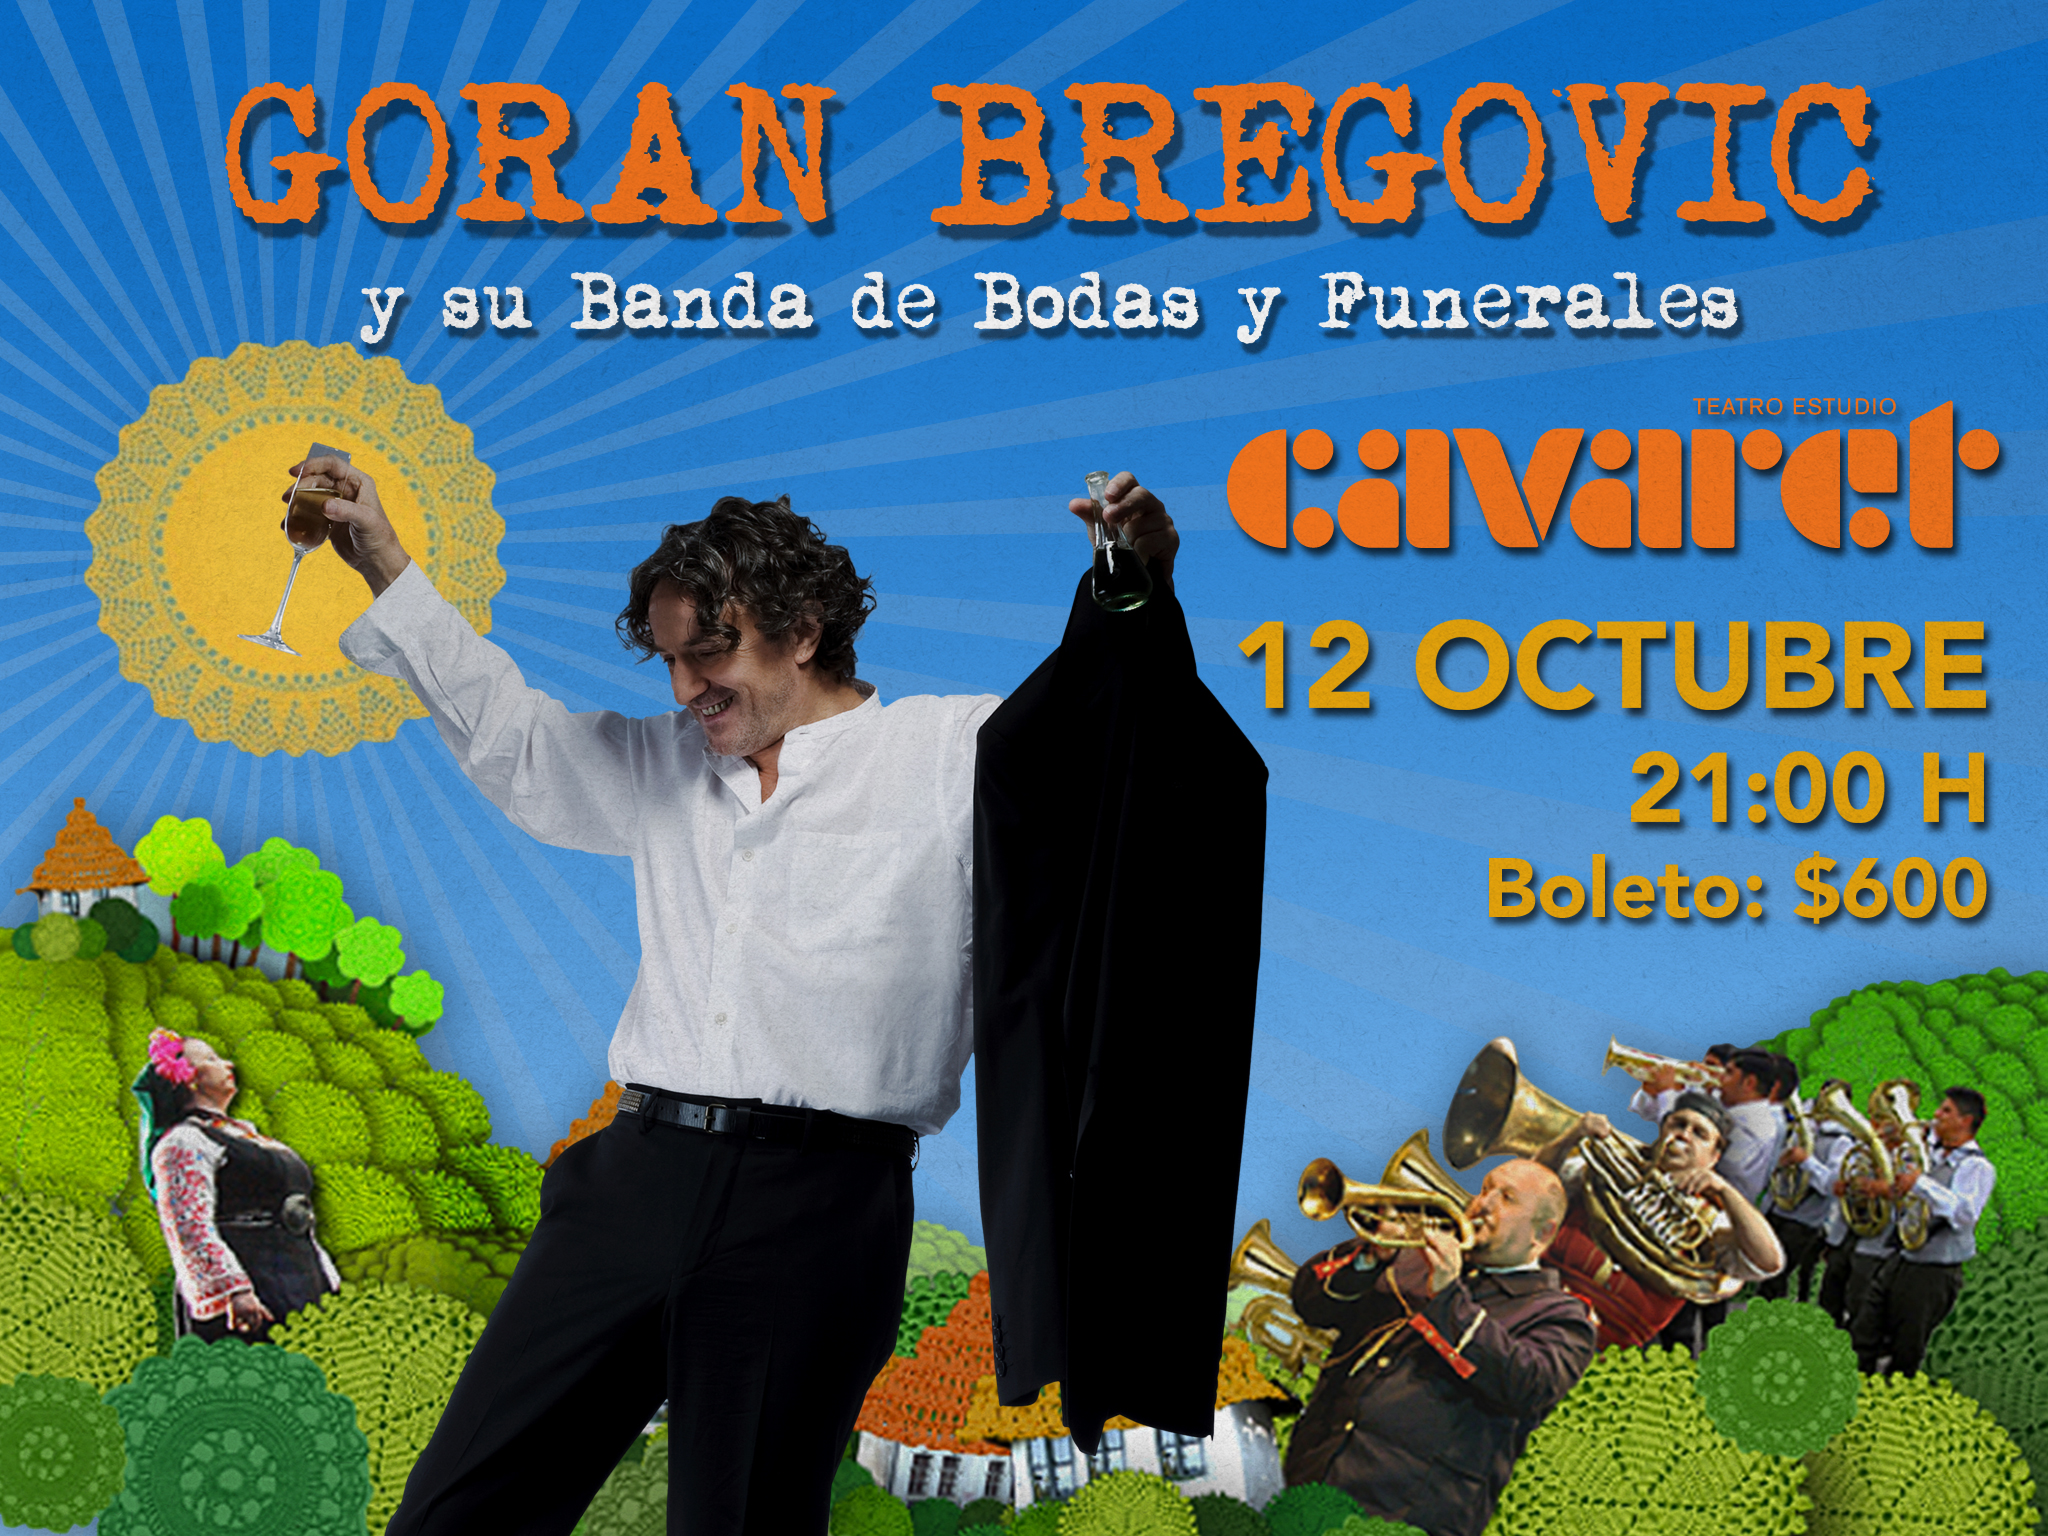 GORAN BREGOVIC
y su Banda de Bodas y Funerales
TEATRO ESTUDIO
cavaret
12 OCTUBRE
21:00 H
Boleto: $600